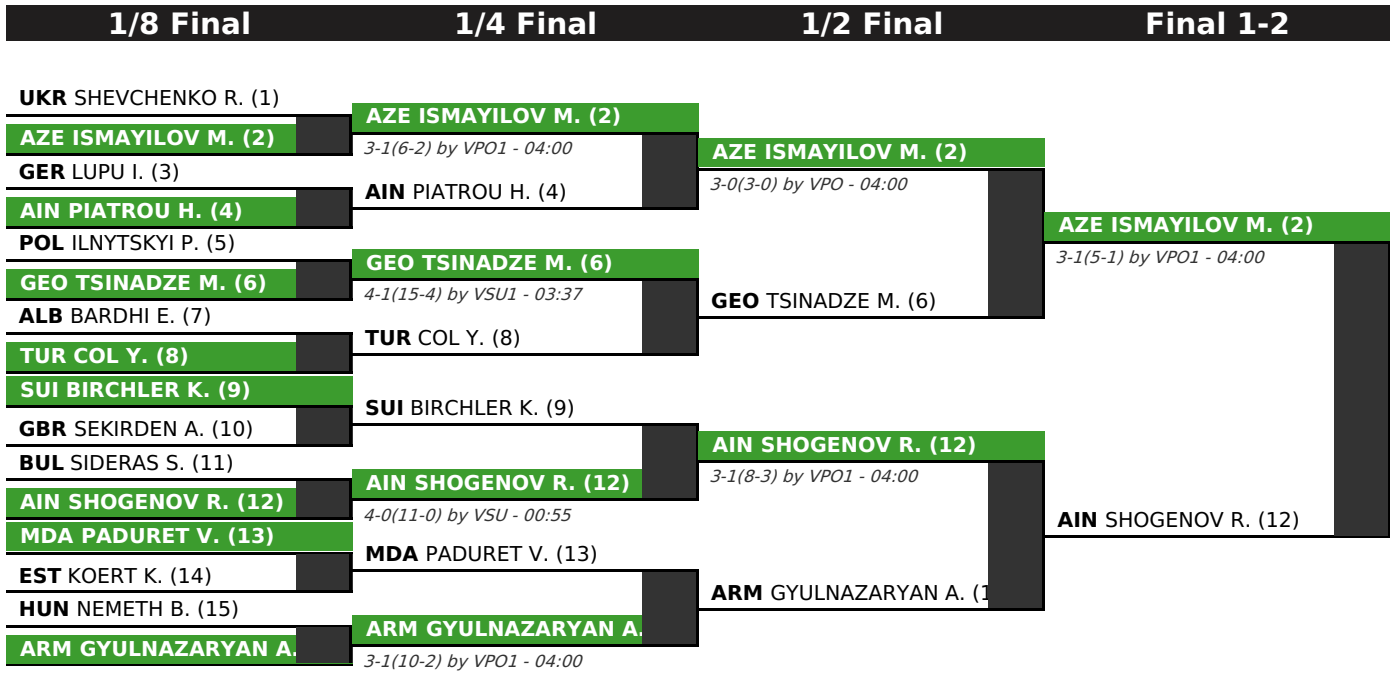 1/8 Final
1/4 Final
1/2 Final
Final 1-2
UKR SHEVCHENKO R. (1)
AZE ISMAYILOV M. (2)
GER LUPU I. (3)
AIN PIATROU H. (4)
POL ILNYTSKYI P. (5)
GEO TSINADZE M. (6)
ALB BARDHI E. (7)
TUR COL Y. (8)
SUI BIRCHLER K. (9)
GBR SEKIRDEN A. (10)
BUL SIDERAS S. (11)
AIN SHOGENOV R. (12)
MDA PADURET V. (13)
EST KOERT K. (14)
HUN NEMETH B. (15)
ARM GYULNAZARYAN A.
AZE ISMAYILOV M. (2)
3-1(6-2) by VPO1 - 04:00
AIN PIATROU H. (4)
GEO TSINADZE M. (6)
4-1(15-4) by VSU1 - 03:37
TUR COL Y. (8)
SUI BIRCHLER K. (9)
AIN SHOGENOV R. (12)
4-0(11-0) by VSU - 00:55
MDA PADURET V. (13)
ARM GYULNAZARYAN A.
3-1(10-2) by VPO1 - 04:00
AZE ISMAYILOV M. (2)
3-0(3-0) by VPO - 04:00
GEO TSINADZE M. (6)
AIN SHOGENOV R. (12)
3-1(8-3) by VPO1 - 04:00
ARM GYULNAZARYAN A. (1
AZE ISMAYILOV M. (2)
3-1(5-1) by VPO1 - 04:00
AIN SHOGENOV R. (12)